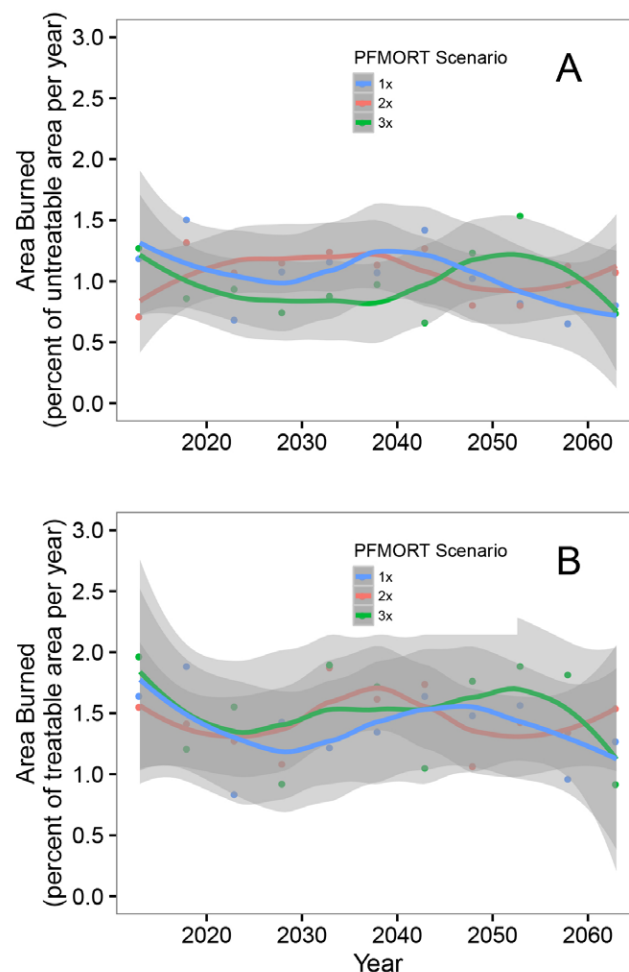 3.0
2.5
2.0
1.5
1.0
0.5
0.0
Area Burned
(percent of untreatable area per year)
PFMORT Scenario
1x
2x
3x
A
2020 2030 2040 2050 2060
3.0
2.5
2.0
1.5
1.0
0.5
0.0
Area Burned
(percent of treatable area per year)
PFMORT Scenario
1x
2x
3x
B
2020 2030 2040 2050 2060
Year